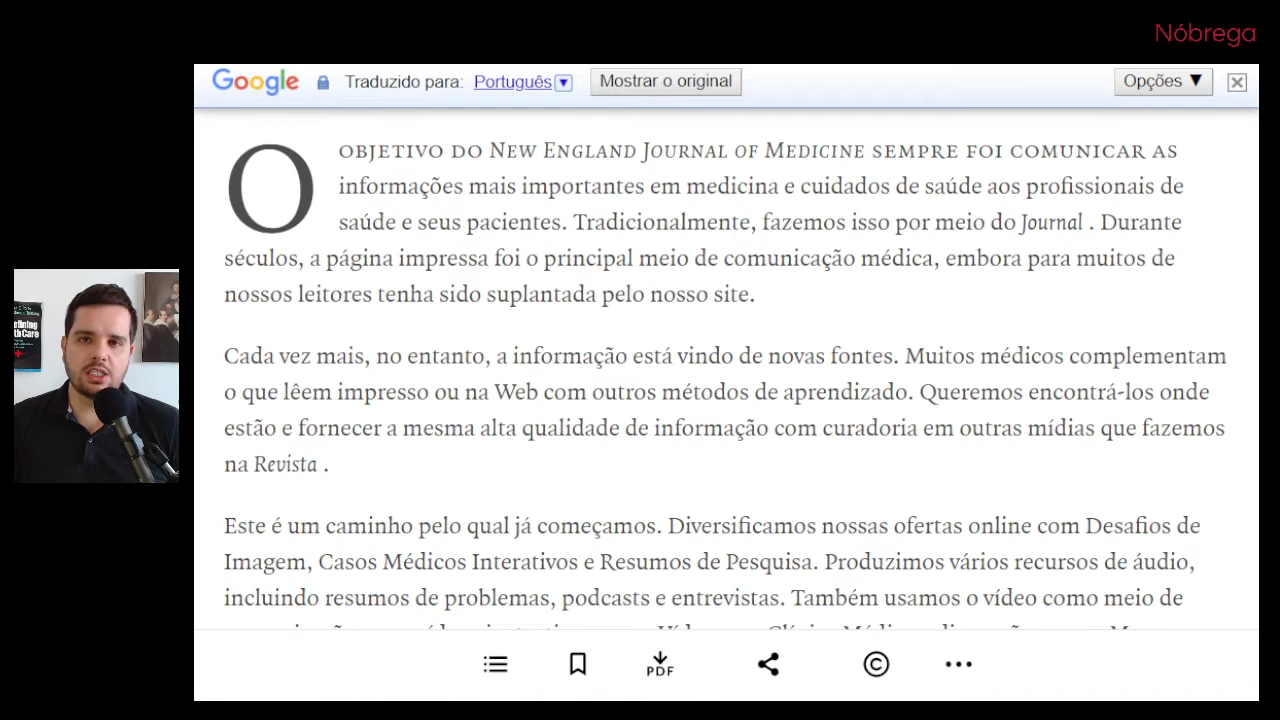 Nóbrega
Google Traduzido para: Português Mostrar o original Opções
O OBJETIVO DO NEW ENGLAND JOURNAL OF MEDICINE SEMPRE FOI COMUNICAR AS
informações mais importantes em medicina e cuidados de saúde aos profissionais de
saúde e seus pacientes. Tradicionalmente, fazemos isso por meio do Journal . Durante
séculos, a página impressa foi o principal meio de comunicação médica, embora para muitos de
nossos leitores tenha sido suplantada pelo nosso site.
Cada vez mais, no entanto, a informação está vindo de novas fontes. Muitos médicos complementam
o que lêem impresso ou na Web com outros métodos de aprendizado. Queremos encontrá-los onde
estão e fornecer a mesma alta qualidade de informação com curadoria em outras mídias que fazemos
na Revista .
Este é um caminho pelo qual já começamos. Diversificamos nossas ofertas online com Desafios de
Imagem, Casos Médicos Interativos e Resumos de Pesquisa. Produzimos vários recursos de áudio,
incluindo resumos de problemas, podcasts e entrevistas. Também usamos o vídeo como meio de
PDF